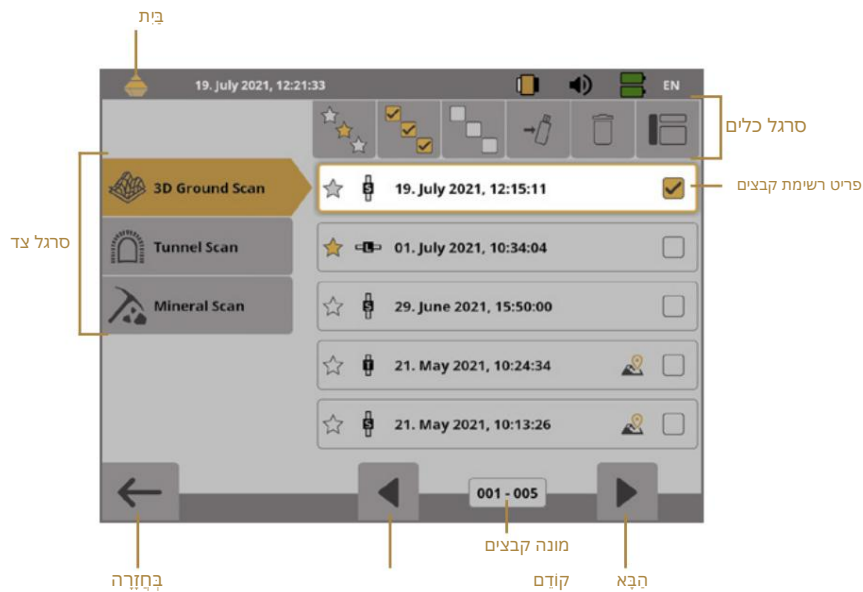 בַּיִת
19. July 2021, 12:21:33
EN
סרגל כלים
3D Ground Scan
19. July 2021, 12:15:11
פריט רשימת קבצים
סרגל צד
Tunnel Scan
L
01. July 2021, 10:34:04
Mineral Scan
S
29. June 2021, 15:50:00
T
21. May 2021, 10:24:34
S
21. May 2021, 10:13:26
001 - 005
מונה קבצים
בְּחֲזָרָה
קוֹדֵם
הַבָּא